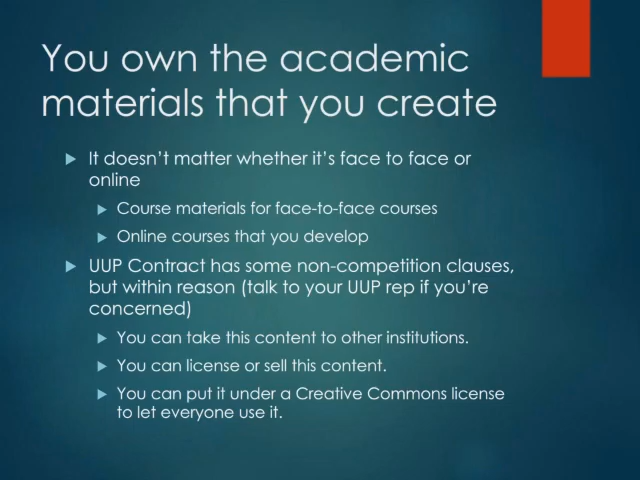 You own the academic
materials that you create
It doesn't matter whether it's face to face or
online
Course materials for face-to-face courses
Online courses that you develop
UUP Contract has some non-competition clauses,
but within reason (talk to your UUP rep if you're
concerned)
You can take this content to other institutions.
You can license or sell this content.
You can put it under a Creative Commons license
to let everyone use it.